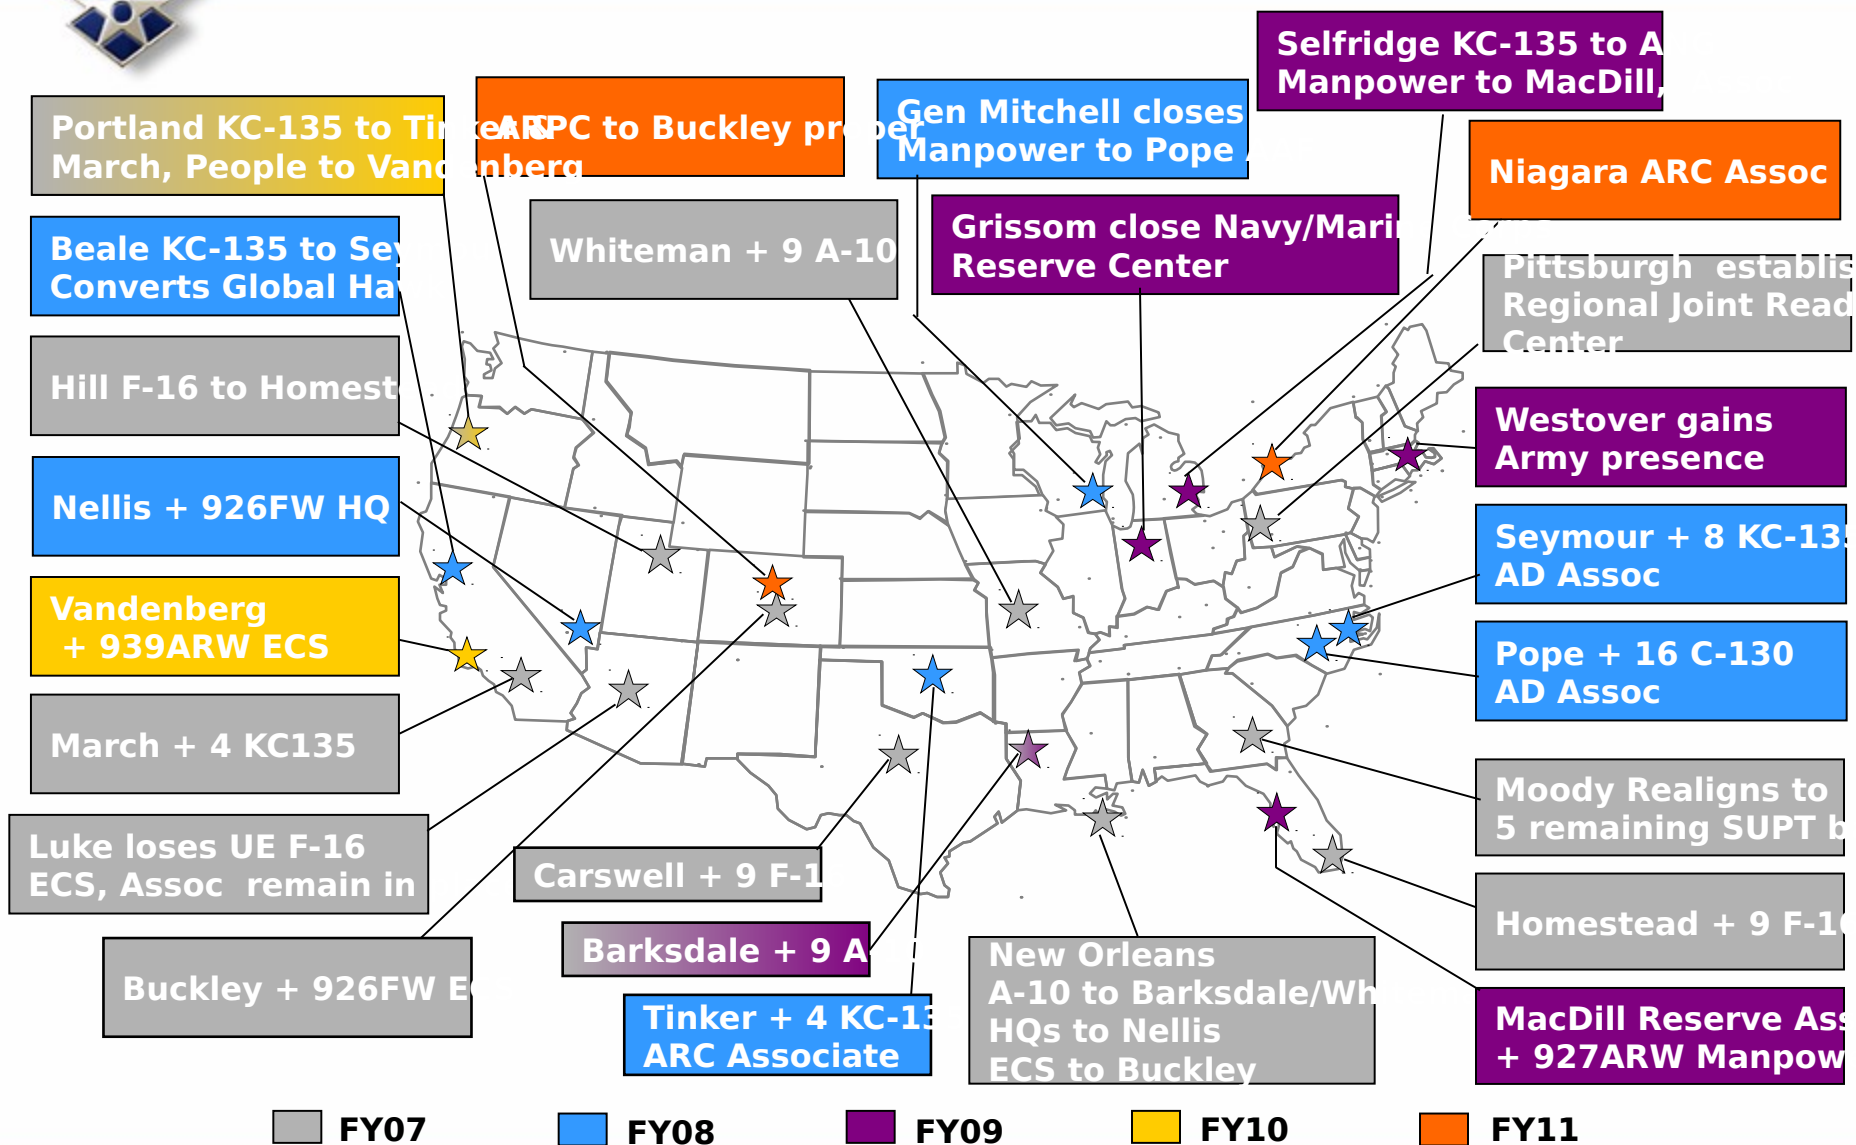 Selfridge KC-135 to
Manpower to MacDill,
Portland KC-135 to Tinker &
March, People to Vandenberg
ARPC to Buckley proper
Gen Mitchell closes
Manpower to Pope
Niagara ARC Assoc
Beale KC-135 to
Converts Global
Whiteman + 9 A-10
Grissom close Navy/Marine
Reserve Center
Pittsburgh establis
Regional Joint Read
Center
Hill F-16 to Homest
Westover gains
Army presence
Nellis + 926FW HQ
Seymour + 8 KC-135
AD Assoc
Vandenberg
+ 939ARW ECS
Pope + 16 C-130
AD Assoc
March + 4 KC135
Moody Realigns to
5 remaining SUPT b
Luke loses UE F-16
ECS, Assoc remain in
Carswell + 9 F-1
Homestead + 9 F-16
Barksdale + 9 A
New Orleans
A-10 to Barksdale/Wh
HQs to Nellis
ECS to Buckley
Buckley + 926FW E
Tinker + 4 KC-13
ARC Associate
MacDill Reserve Ass
+ 927ARW Manpow
FY07
FY08
FY09
FY10
FY11